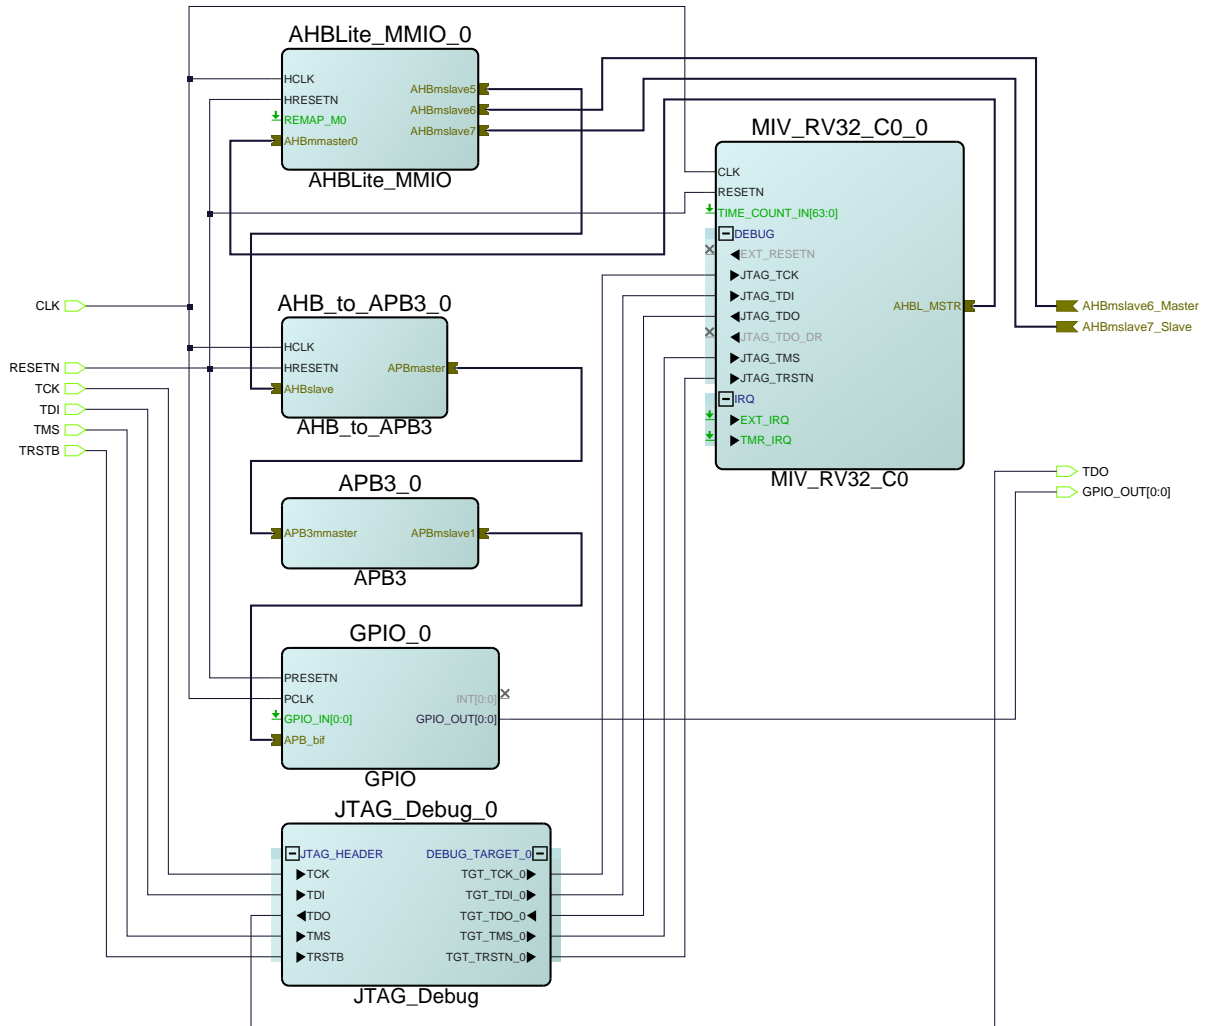 AHBLite_MMIO_0
HCLK
HRESETN
REMAP_M0
AHBmmaster0
AHBmslave5
AHBmslave6
AHBmslave7
AHBLite_MMIO
MIV_RV32_C0_0
CLK
RESETN
TIME_COUNT_IN[63:0]
DEBUG
EXT_RESETN
JTAG_TCK
JTAG_TDI
JTAG_TDO
JTAG_TDO_DR
JTAG_TMS
JTAG_TRSTN
IRQ
EXT_IRQ
TMR_IRQ
AHBL_MSTR
MIV_RV32_C0
CLK
RESETN
TCK
TDI
TMS
TRSTB
AHB_to_APB3_0
HCLK
HRESETN
AHBslave
APBmaster
AHB_to_APB3
AHBmslave6_Master
AHBmslave7_Slave
TDO
GPIO_OUT[0:0]
APB3_0
APB3mmaster
APBmslave1
APB3
GPIO_0
PRESETN
PCLK
GPIO_IN[0:0]
APB_bif
INT[0:0]
GPIO_OUT[0:0]
GPIO
JTAG_Debug_0
JTAG_HEADER
TCK
TDI
TDO
TMS
TRSTB
DEBUG_TARGET_0
TGT_TCK_0
TGT_TDI_0
TGT_TDO_0
TGT_TMS_0
TGT_TRSTN_0
JTAG_Debug